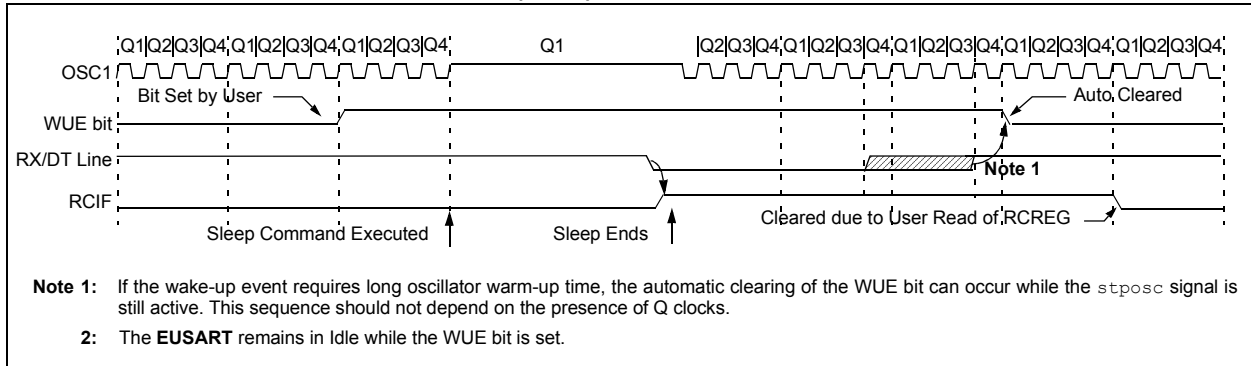 Q1 Q2 Q3 Q4 Q1 Q2 Q3 Q4 Q1 Q2 Q3 Q4 Q1 Q2 Q3 Q4 Q1 Q2 Q3 Q4 Q1 Q2 Q3 Q4 Q1 Q2 Q3 Q4 Q1 Q2 Q3 Q4
OSC1
Bit Set by User
Auto Cleared
WUE bit
RX/DT Line
Note 1
RCIF
Cleared due to User Read of RCREG
Sleep Command Executed
Sleep Ends
Note 1: If the wake-up event requires long oscillator warm-up time, the automatic clearing of the WUE bit can occur while the stposc signal is
still active. This sequence should not depend on the presence of Q clocks.
2: The EUSART remains in Idle while the WUE bit is set.